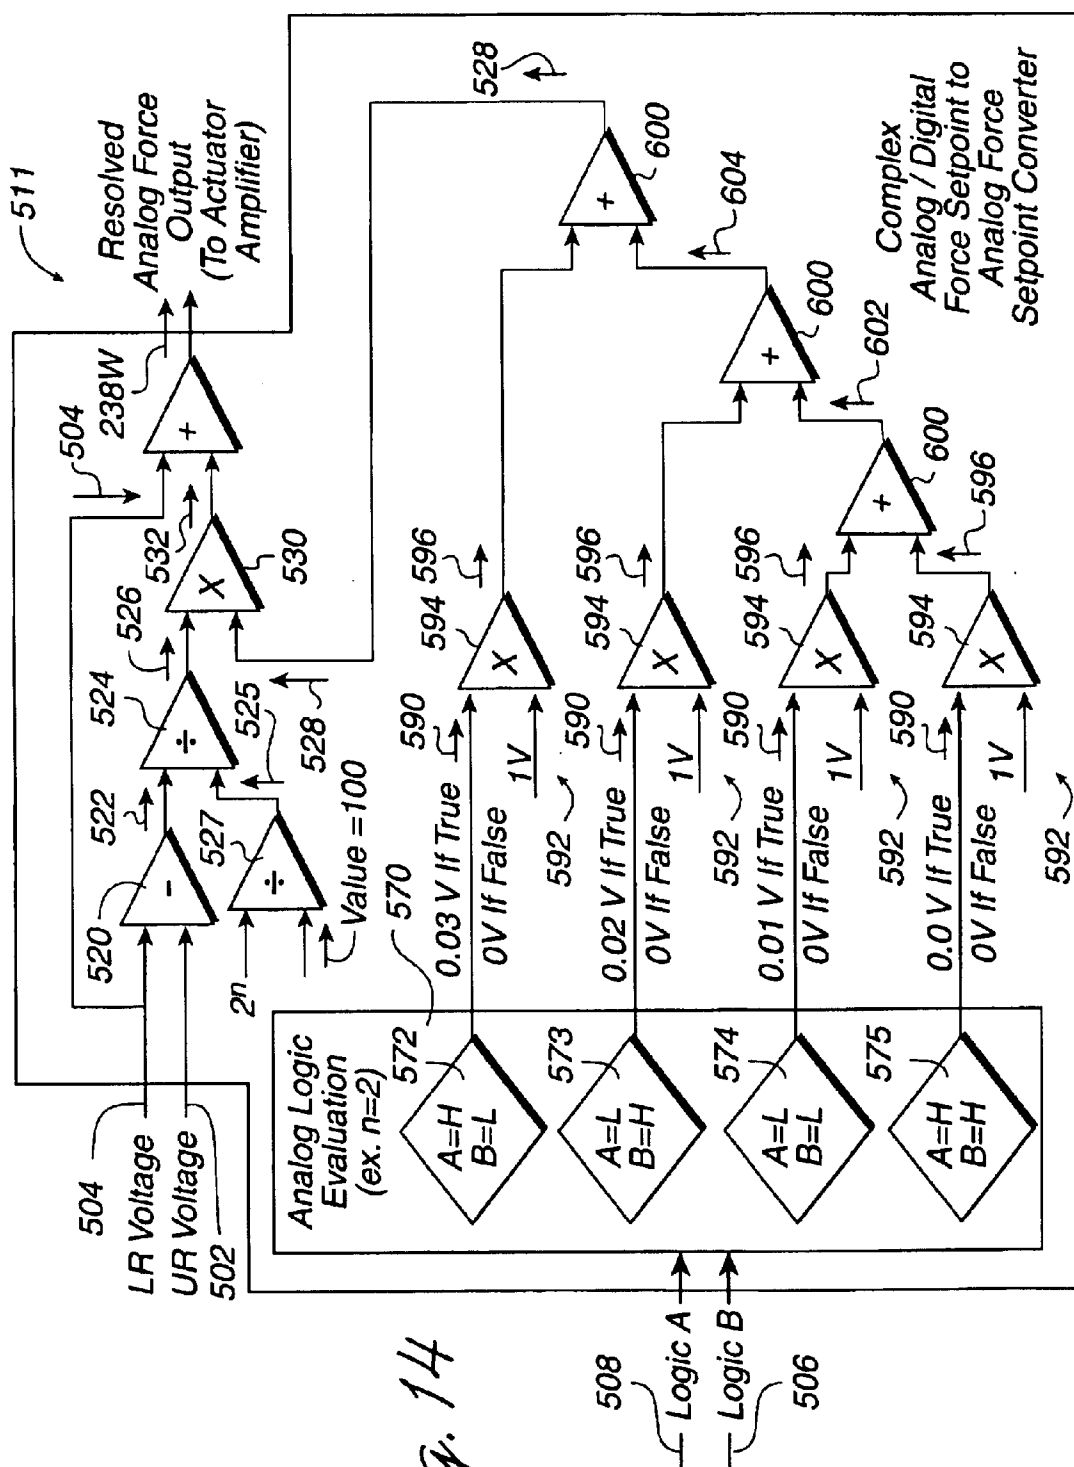 511
Resolved
Analog Force
Output
(To Actuator
Amplifier)
238W
504
+
532
X
530
526
524
÷
525
528
522
520
-
527
÷
Value = 100
2ⁿ
504
LR Voltage
UR Voltage
502
528
600
+
604
600
+
602
600
+
596
Complex
Analog / Digital
Force Setpoint to
Analog Force
Setpoint Converter
570
Analog Logic
Evaluation
(ex. n=2)
572
A=H
B=L
0.03 V If True
0V If False
590
1V
592
594
X
596
573
A=L
B=H
0.02 V If True
0V If False
590
1V
592
594
X
596
574
A=L
B=L
0.01 V If True
0V If False
590
1V
592
594
X
596
575
A=H
B=H
0.0 V If True
0V If False
590
1V
592
594
X
508
Logic A
Logic B
506
14